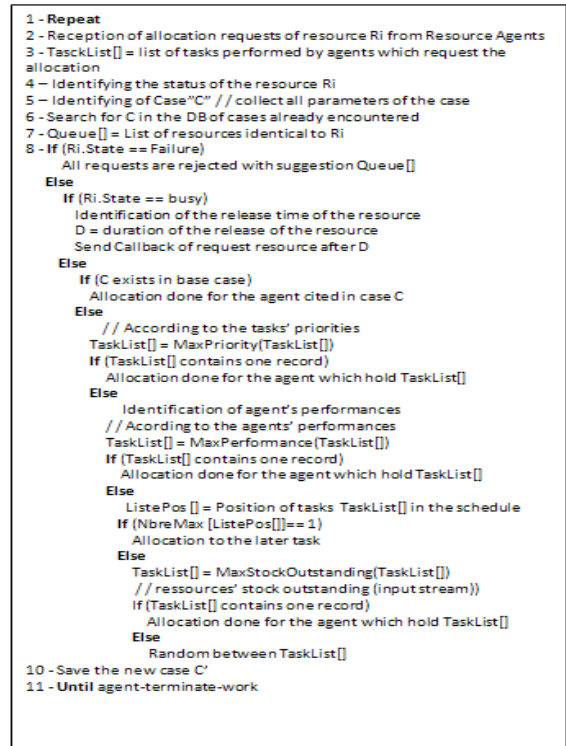 1 - Repeat
2 - Reception of allocation requests of resource Ri from Resource Agents
3 - TasckList[] = list of tasks performed by agents which request the
allocation
4 – Identifying the status of the resource Ri
5 – Identifying of Case"C" // collect all parameters of the case
6 - Search for C in the DB of cases already encountered
7 - Queue[] = List of resources identical to Ri
8 - If (Ri.State == Failure)
All requests are rejected with suggestion Queue[]
Else
If (Ri.State == busy)
Identification of the release time of the resource
D = duration of the release of the resource
Send Callback of request resource after D
Else
If (C exists in base case)
Allocation done for the agent cited in case C
Else
// According to the tasks' priorities
TaskList[] = MaxPriority(TaskList[])
If (TaskList[] contains one record)
Allocation done for the agent which hold TaskList[]
Else
Identification of agent's performances
// Acording to the agents' performances
TaskList[] = MaxPerformance(TaskList[])
If (TaskList[] contains one record)
Allocation done for the agent which hold TaskList[]
Else
ListePos [] = Position of tasks TaskList[] in the schedule
If (NbreMax [ListePos[]]== 1)
Allocation to the later task
Else
TaskList[] = MaxStockOutstanding(TaskList[])
// ressources' stock outstanding (input stream))
If (TaskList[] contains one record)
Allocation done for the agent which hold TaskList[]
Else
Random between TaskList[]
10 - Save the new case C'
11 - Until agent-terminate-work